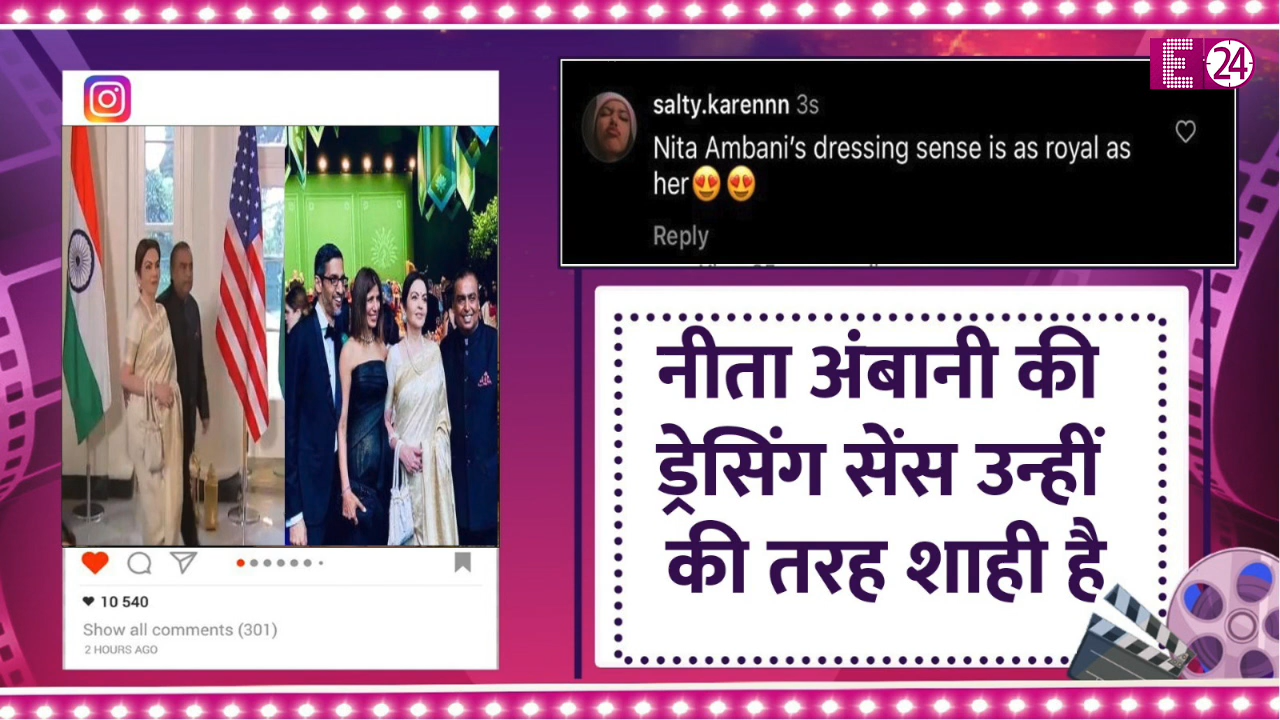 E 24
salty.karennn 3s
Nita Ambani's dressing sense is as royal as
her😍 😍
Reply
नीता अंबानी की
ड्रेसिंग सेंस उन्हीं
की तरह शाही है
10 540
Show all comments (301)
2 HOURS AGO